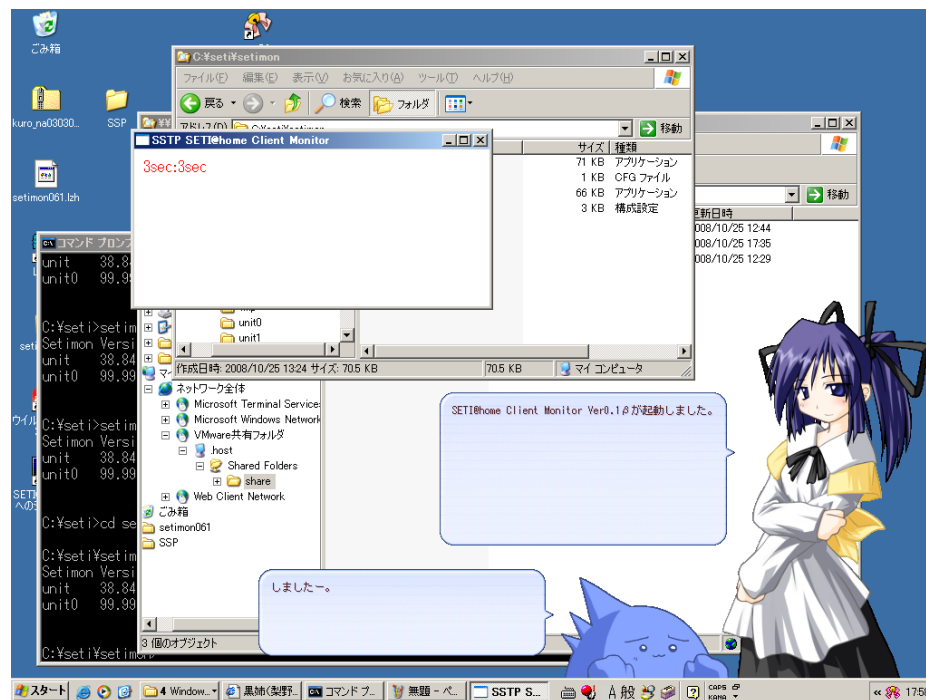 ごみ箱
kuro_na03030...
SSP
setimon061.lzh
C:¥seti¥setimon
ファイル(F) 編集(E) 表示(V) お気に入り(A) ツール(T) ヘルプ(H)
戻る 検索 フォルダ
移動
サイズ 種類
71 KB アプリケーション
1 KB CFG ファイル
66 KB アプリケーション
3 KB 構成設定
unit0
unit1
作成日時: 2008/10/25 13:24 サイズ: 70.5 KB 70.5 KB マイ コンピュータ
SSTP SETI@home Client Monitor
3sec:3sec
移動
更新日時
008/10/25 12:44
008/10/25 17:35
008/10/25 12:29
コマンド プロンプ
unit 38.8
unit0 99.9
C:¥seti>setim
Setimon Versi
unit 38.84
unit0 99.99
C:¥seti>setim
Setimon Versi
unit 38.84
unit0 99.99
C:¥seti>cd se
C:¥seti¥setim
Setimon Versi
unit 38.84
unit0 99.99
C:¥seti¥setimon>
ネットワーク全体
Microsoft Terminal Services
Microsoft Windows Network
VMware共有フォルダ
.host
Shared Folders
share
Web Client Network
ごみ箱
setimon061
SSP
3 個のオブジェクト
SETI@home Client Monitor Ver0.1βが起動しました。
しましたー。
スタート
4 Window...
黒姉(梨野...
コマンド プ...
無題 - ペ...
SSTP S...
A 般
CAPS
KANA
17:5